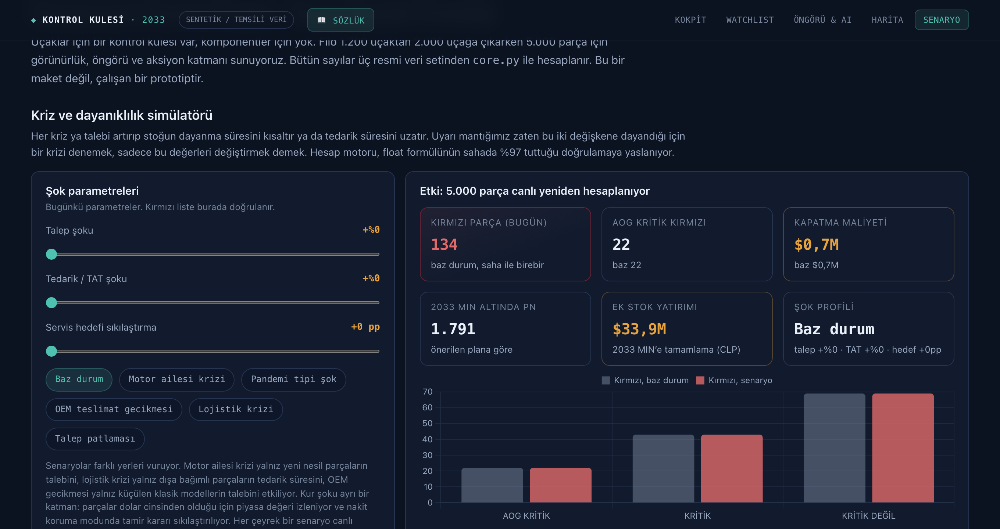 ◆ KONTROL KULESİ · 2033
SENTETİK / TEMSİLİ VERİ
📖 SÖZLÜK
KOKPİT
WATCHLIST
ÖNGÖRÜ & AI
HARİTA
SENARYO
Uçaklar için bir kontrol kulesi var, komponentler için yok. Filo 1.200 uçaktan 2.000 uçağa çıkarken 5.000 parça için
görünürlük, öngörü ve aksiyon katmanı sunuyoruz. Bütün sayılar üç resmi veri setinden core.py ile hesaplanır. Bu bir
maket değil, çalışan bir prototiptir.
Kriz ve dayanıklılık simülatörü
Her kriz ya talebi artırıp stoğun dayanma süresini kısaltır ya da tedarik süresini uzatır. Uyarı mantığımız zaten bu iki değişkene dayandığı için
bir krizi denemek, sadece bu değerleri değiştirmek demek. Hesap motoru, float formülünün sahada %97 tuttuğu doğrulamaya yaslanıyor.
Şok parametreleri
Bugünkü parametreler. Kırmızı liste burada doğrulanır.
Talep şoku
+%0
Tedarik / TAT şoku
+%0
Servis hedefi sıkılaştırma
+0 pp
Baz durum
Motor ailesi krizi
Pandemi tipi şok
OEM teslimat gecikmesi
Lojistik krizi
Talep patlaması
Senaryolar farklı yerleri vuruyor. Motor ailesi krizi yalnız yeni nesil parçaların
talebini, lojistik krizi yalnız dışa bağımlı parçaların tedarik süresini, OEM
gecikmesi yalnız küçülen klasik modellerin talebini etkiliyor. Kur şoku ayrı bir
katman: parçalar dolar cinsinden olduğu için piyasa değeri izleniyor ve nakit
koruma modunda tamir kararı sıkılaştırılıyor. Her çeyrek bir senaryo canlı
Etki: 5.000 parça canlı yeniden hesaplanıyor
KIRMIZI PARÇA (BUGÜN)
134
baz durum, saha ile birebir
AOG KRİTİK KIRMIZI
22
baz 22
KAPATMA MALİYETİ
$0,7M
baz $0,7M
2033 MIN ALTINDA PN
1.791
önerilen plana göre
EK STOK YATIRIMI
$33,9M
2033 MIN’e tamamlama (CLP)
ŞOK PROFİLİ
Baz durum
talep +%0 · TAT +%0 · hedef +0pp
Kırmızı, baz durum
Kırmızı, senaryo
70
60
50
40
30
20
10
0
AOG KRİTİK
KRİTİK
KRİTİK DEĞİL